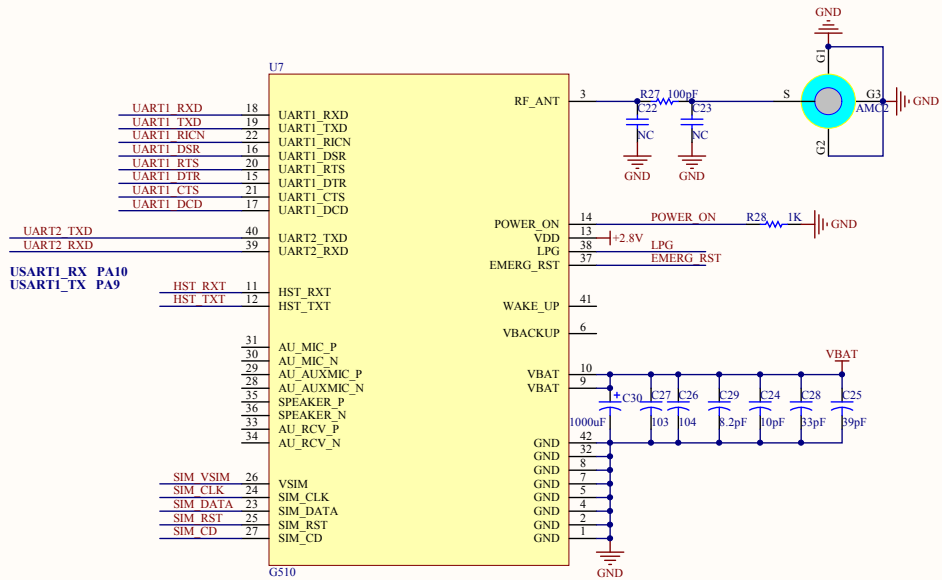 GND
U7
G1
RF_ANT 3 R27 100pF S G3 GND
C22 C23 AMC2
NC NC
G2
GND GND
UART1_RXD 18 UART1_RXD
UART1_TXD 19 UART1_TXD
UART1_RICN 22 UART1_RICN
UART1_DSR 16 UART1_DSR
UART1_RTS 20 UART1_RTS
UART1_DTR 15 UART1_DTR
UART1_CTS 21 UART1_CTS
UART1_DCD 17 UART1_DCD
POWER_ON 14 POWER_ON R28 1K GND
UART2_TXD 40 UART2_TXD
VDD 13 +2.8V
UART2_RXD 39 UART2_RXD
LPG 38 LPG
EMERG_RST 37 EMERG_RST
USART1_RX PA10
USART1_TX PA9
HST_RXT 11 HST_RXT
HST_TXT 12 HST_TXT
WAKE_UP 41
VBACKUP 6
31 AU_MIC_P
30 AU_MIC_N
29 AU_AUXMIC_P
28 AU_AUXMIC_N
35 SPEAKER_P
36 SPEAKER_N
33 AU_RCV_P
34 AU_RCV_N
VBAT
VBAT 10
VBAT 9
+ C30 C27 C26 C29 C24 C28 C25
1000uF 103 104 8.2pF 10pF 33pF 39pF
GND 42
GND 32
GND 8
GND 7
GND 5
GND 4
GND 2
GND 1
SIM_VSIM 26 VSIM
SIM_CLK 24 SIM_CLK
SIM_DATA 23 SIM_DATA
SIM_RST 25 SIM_RST
SIM_CD 27 SIM_CD
G510
GND